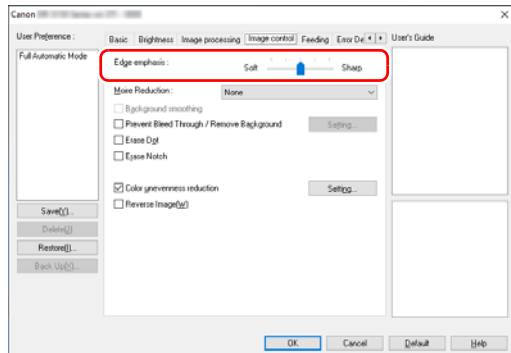 Canon
User Preference :
Full Automatic Mode
Save(Y)...
Delete(J)
Restore(I)...
Back Up(X)...
Basic Brightness Image processing Image control Feeding Error De
Edge emphasis :
Soft Sharp
Moire Reduction : None
Background smoothing
Prevent Bleed Through / Remove Background Setting...
Erase Dot
Erase Notch
Color unevenness reduction Setting...
Reverse Image(W)
User's Guide
OK Cancel Default Help